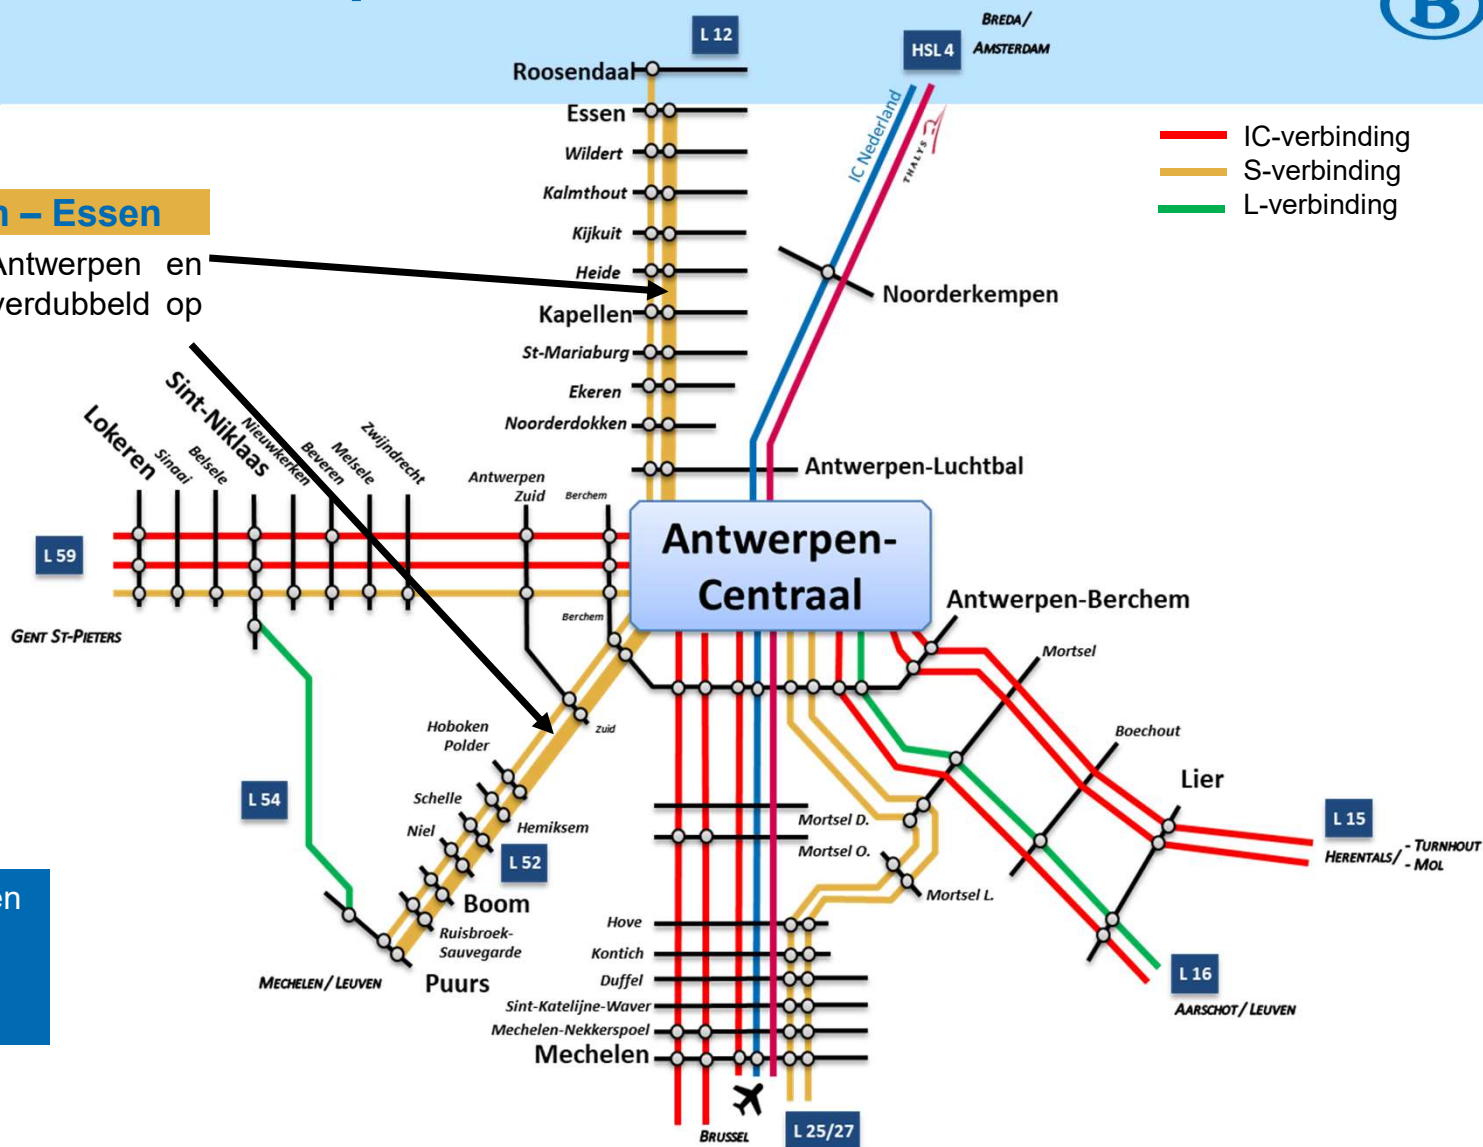 L 12
BREDA/
AMSTERDAM
HSL 4
B
Roosendaal
Essen
Wildert
Kalmthout
Kijkuit
Heide
Kapellen
St-Mariaburg
Ekeren
Noorderdokken
Antwerpen-Luchtbal
IC Nederland
THALYS
Noorderkempen
IC-verbinding
S-verbinding
L-verbinding
– Essen
Antwerpen en
verdubbeld op
Lokeren
Sinaai
Belsele
Sint-Niklaas
Nieuwkerken
Beveren
Melsele
Zwijndrecht
Antwerpen
Zuid
Berchem
L 59
GENT ST-PIETERS
Antwerpen-
Centraal
Berchem
Antwerpen-Berchem
Mortsel
Boechout
Lier
L 15
HERENTALS/ - TURNHOUT
- MOL
L 16
AARSCHOT/LEUVEN
Zuid
Hoboken
Polder
Schelle
Hemiksem
Niel
L 52
L 54
Boom
Ruisbroek-
Sauvegarde
Puurs
MECHELEN/LEUVEN
en
Mortsel D.
Mortsel O.
Mortsel L.
Hove
Kontich
Duffel
Sint-Katelijne-Waver
Mechelen-Nekkerspoel
Mechelen
BRUSSEL
L 25/27